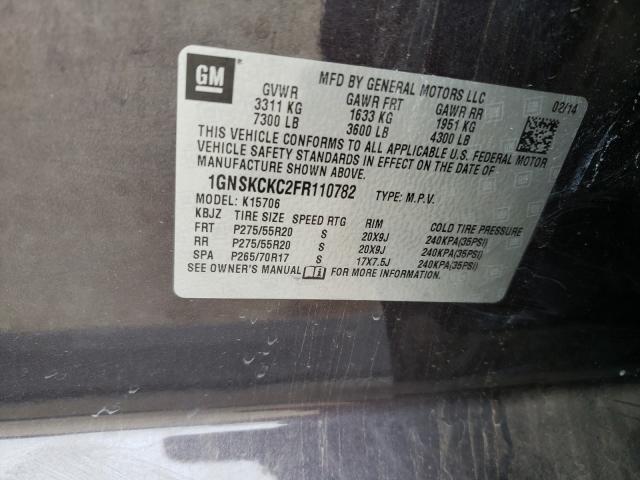 GM
MFD BY GENERAL MOTORS LLC
02/14
GVWR GAWR FRT GAWR RR
3311 KG 1633 KG 1951 KG
7300 LB 3600 LB 4300 LB
THIS VEHICLE CONFORMS TO ALL APPLICABLE U.S. FEDERAL MOTOR
VEHICLE SAFETY STANDARDS IN EFFECT ON THE DATE OF
MANUFACTURE SHOWN ABOVE.
1GNSKCKC2FR110782 TYPE: M.P.V.
MODEL: K15706
KBJZ TIRE SIZE SPEED RTG RIM COLD TIRE PRESSURE
FRT P275/55R20 S 20X9J 240KPA(35PSI)
RR P275/55R20 S 20X9J 240KPA(35PSI)
SPA P265/70R17 S 17X7.5J 240KPA(35PSI)
SEE OWNER'S MANUAL FOR MORE INFORMATION.